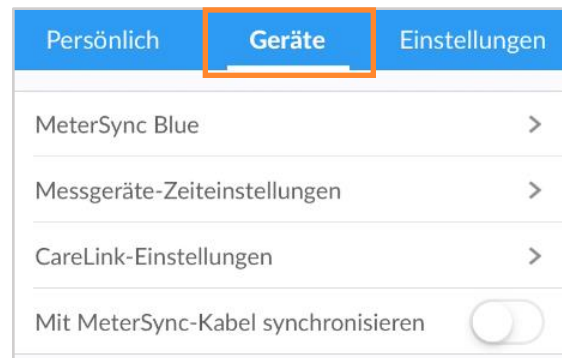 Persönlich Geräte Einstellungen
MeterSync Blue
Messgeräte-Zeiteinstellungen
CareLink-Einstellungen
Mit MeterSync-Kabel synchronisieren